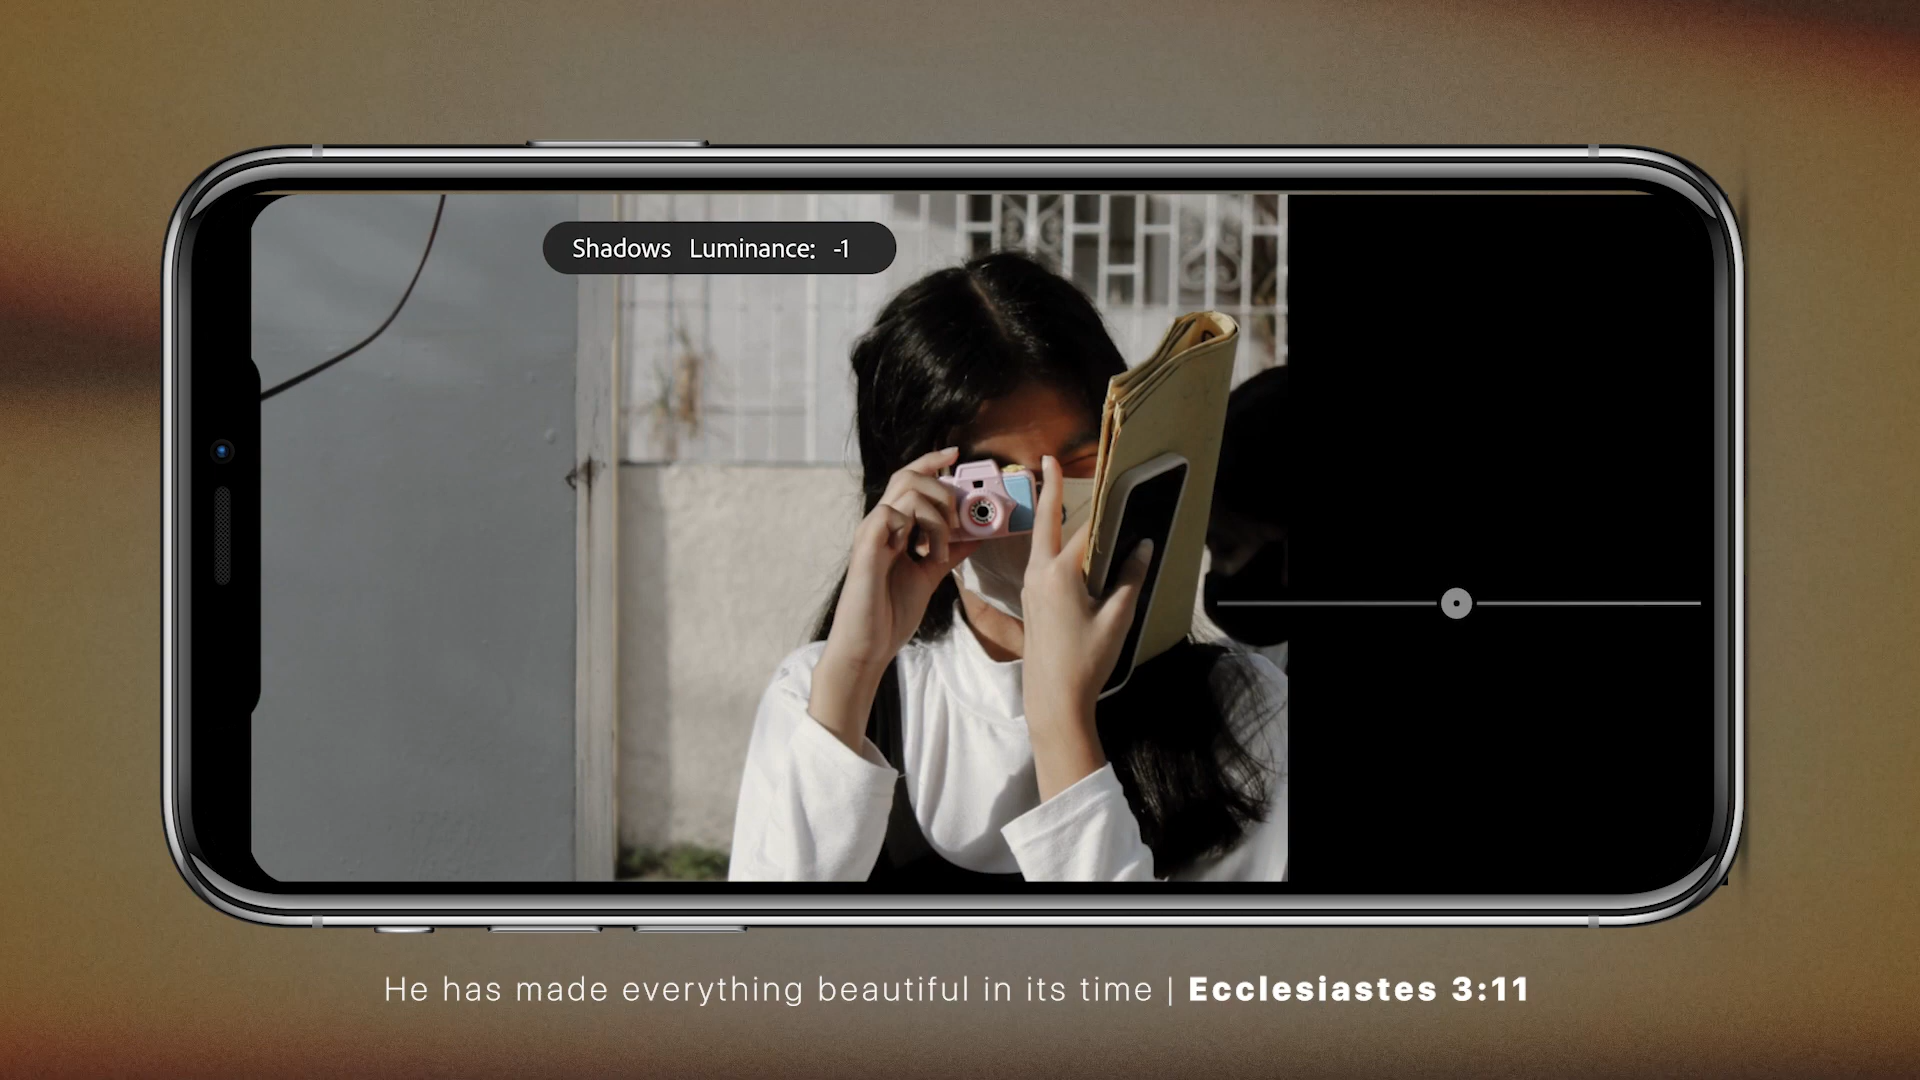 Shadows Luminance: -1
He has made everything beautiful in its time | Ecclesiastes 3:11